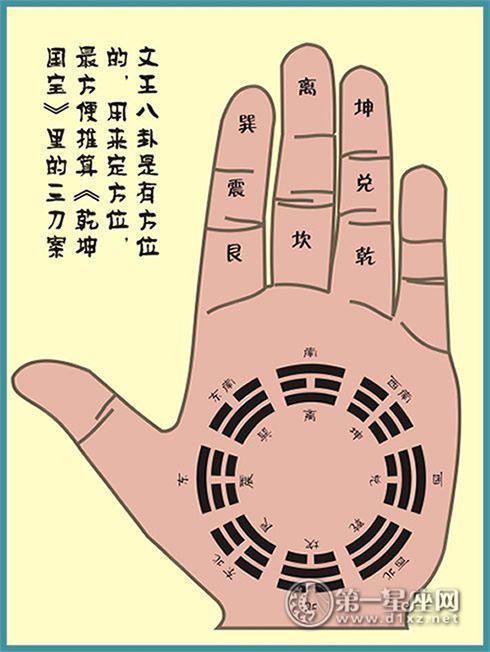 文王八卦是有方位
的，用来定方位，
最方便推算《乾坤
国宝》里的三刀案
离
坤
巽
兑
震
坎
艮
乾
南
东南
西南
离
巽
坤
东
震
兑
西
艮
乾
坎
东北
西北
北
第一星座网
www.d1xz.net